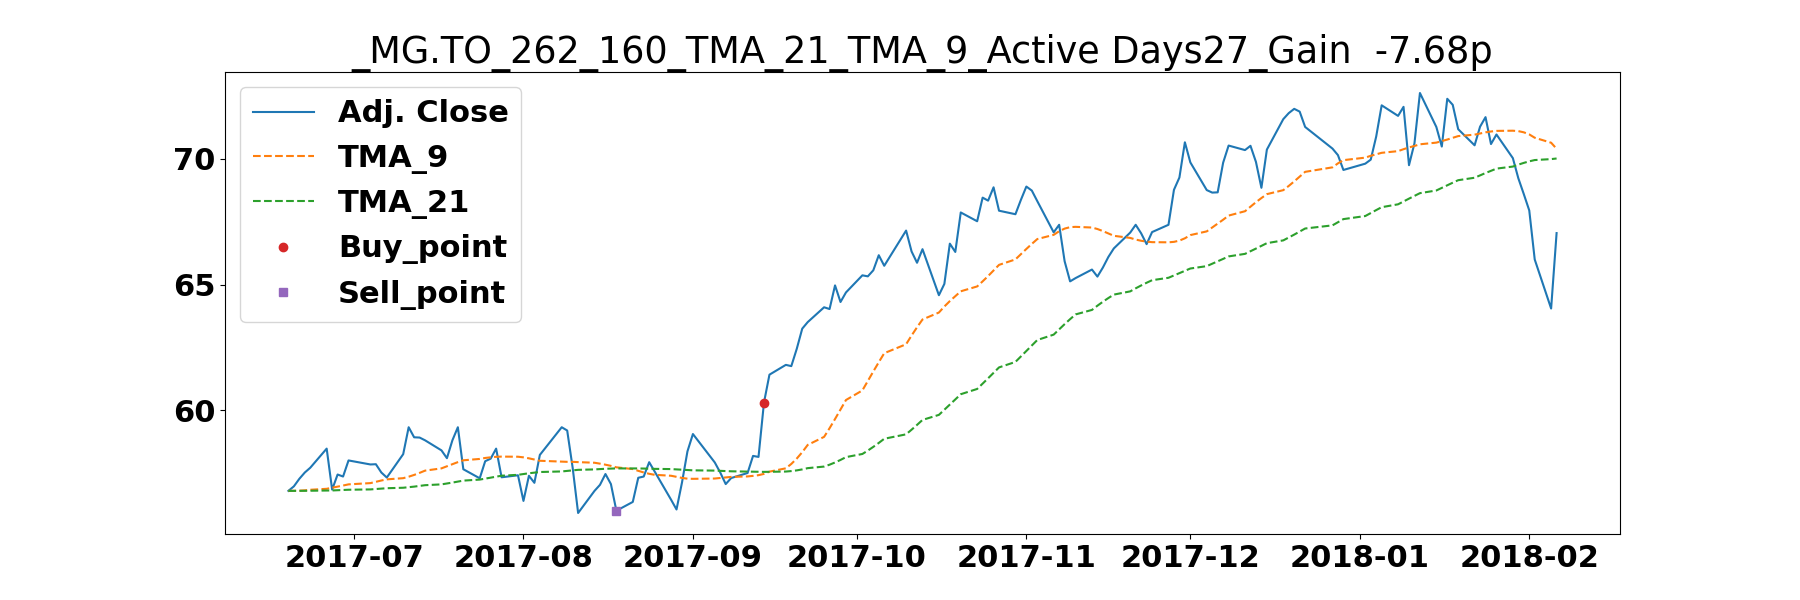 _MG.TO_262_160_TMA_21_TMA_9_Active Days27_Gain  -7.68p
Adj. Close
TMA_9
TMA_21
Buy_point
Sell_point
70
65
60
2017-07 2017-08 2017-09 2017-10 2017-11 2017-12 2018-01 2018-02